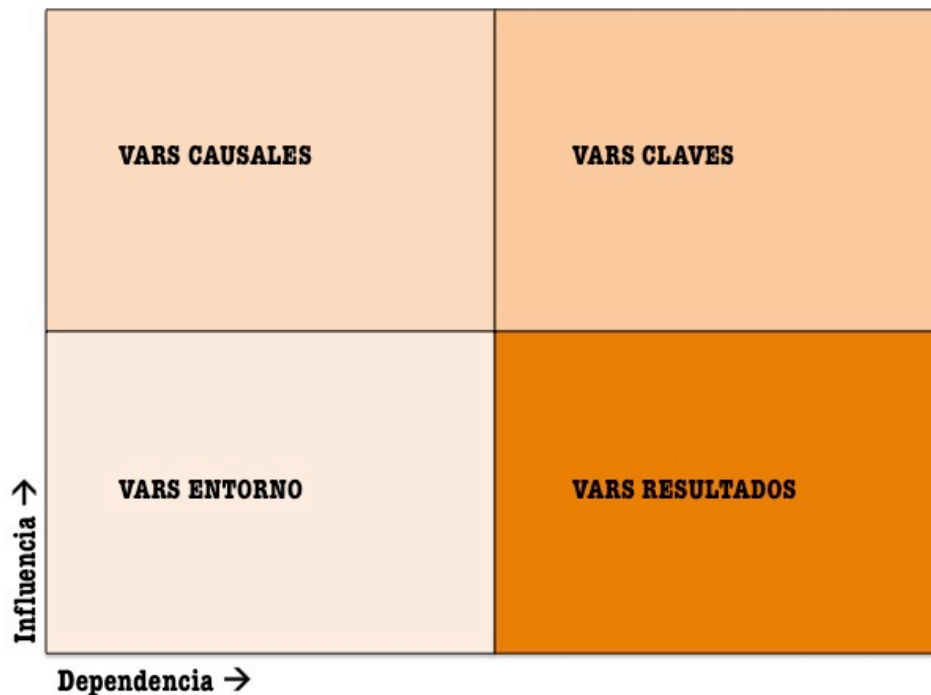 VARS CAUSALES
VARS CLAVES
VARS ENTORNO
VARS RESULTADOS
Influencia →
Dependencia →